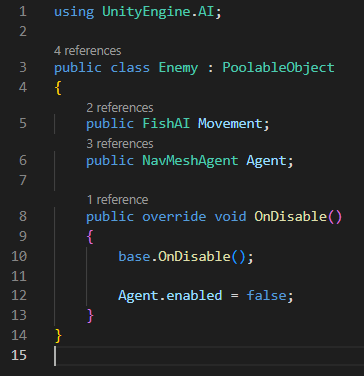 1 using UnityEngine.AI;
2
4 references
3 public class Enemy : PoolableObject
4 {
2 references
5 public FishAI Movement;
3 references
6 public NavMeshAgent Agent;
7
1 reference
8 public override void OnDisable()
9 {
10 base.OnDisable();
11
12 Agent.enabled = false;
13 }
14 }
15